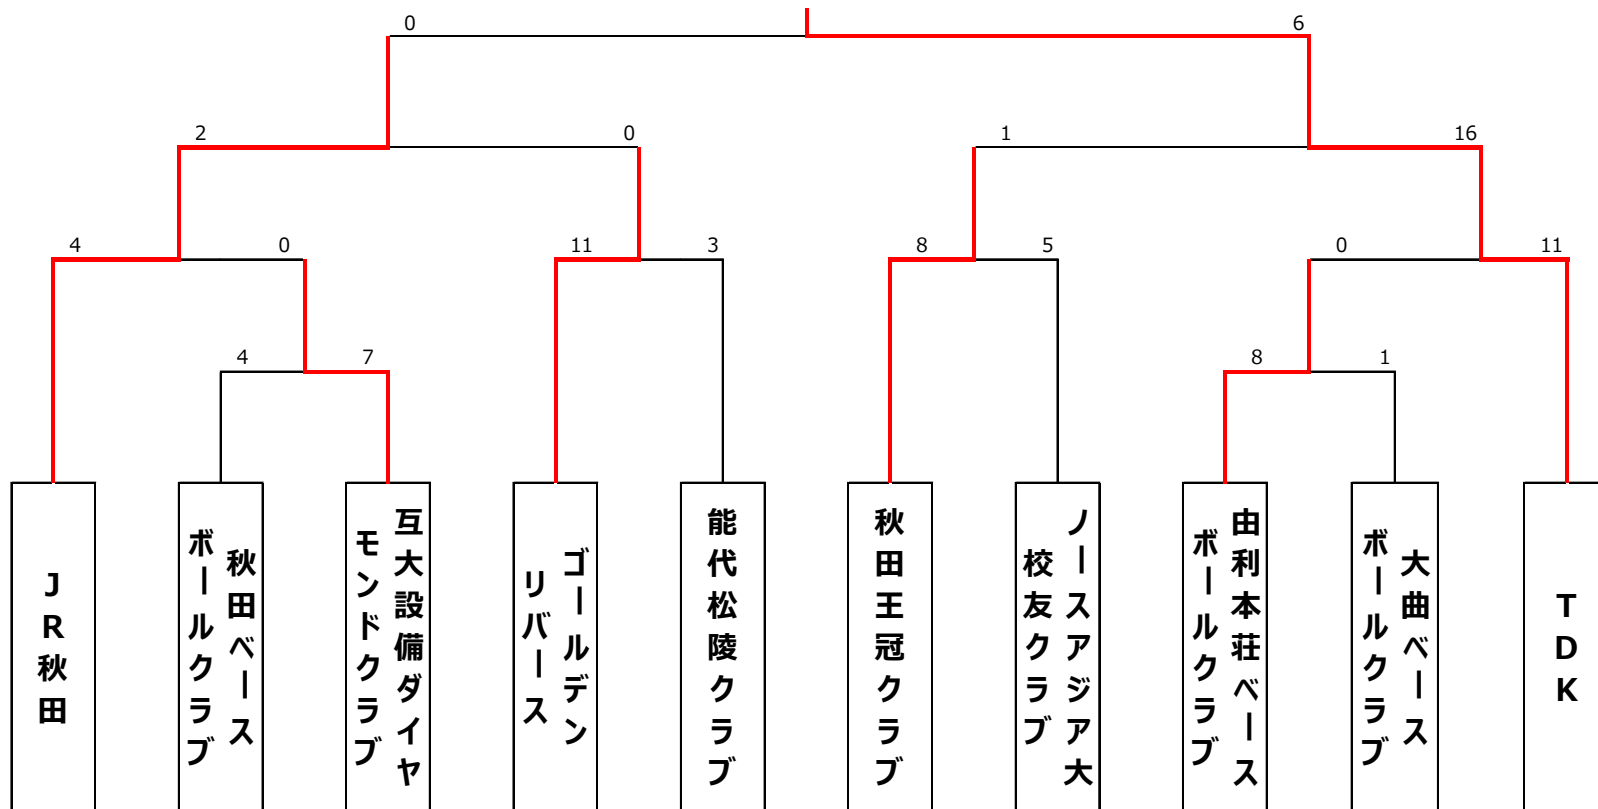 0
6
2
0
1
16
4
0
11
3
8
5
0
11
4
7
8
1
JR秋田
秋田ベース
ボールクラブ
互大設備ダイヤ
モンドクラブ
ゴールデン
リバース
能代松陵クラブ
秋田王冠クラブ
ノースアジア大
校友クラブ
由利本荘ベース
ボールクラブ
大曲ベース
ボールクラブ
TDK